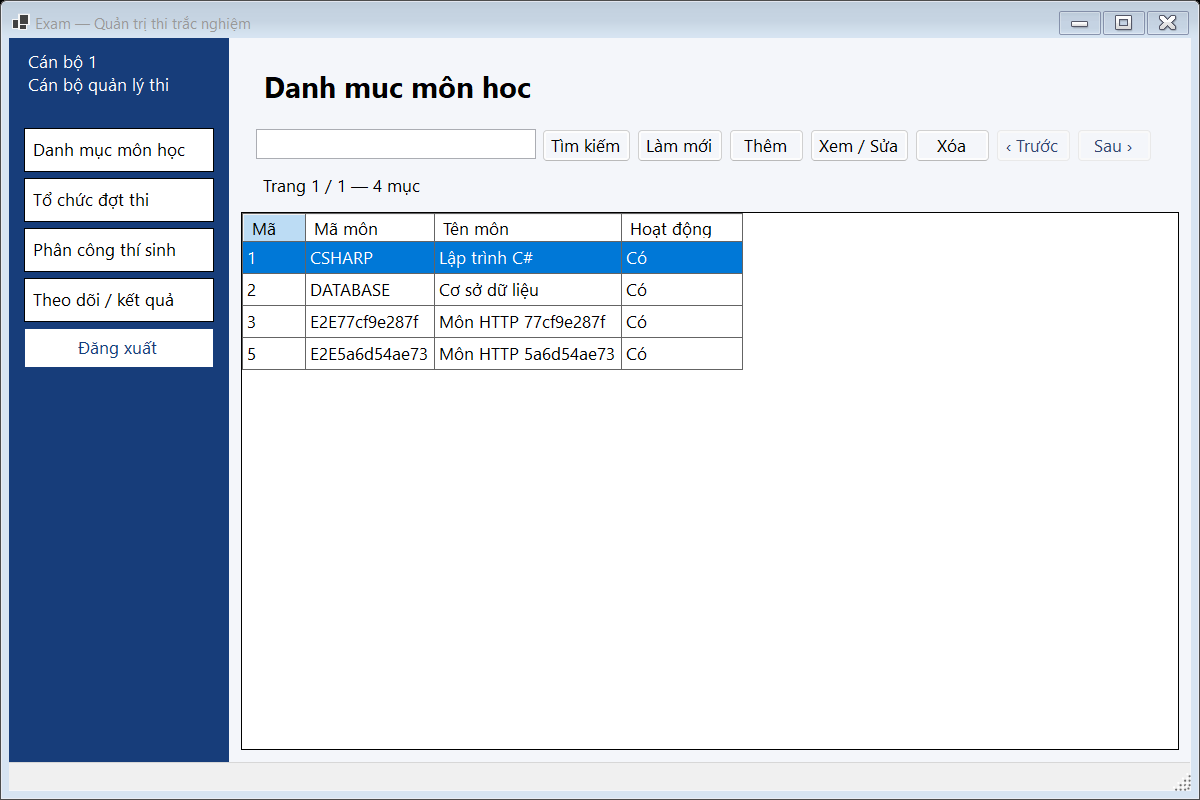 Exam — Quản trị thi trắc nghiệm
Cán bộ 1
Cán bộ quản lý thi
Danh mục môn học
Tổ chức đợt thi
Phân công thí sinh
Theo dõi / kết quả
Đăng xuất
Danh muc môn hoc
Tìm kiếm Làm mới Thêm Xem / Sửa Xóa ‹ Trước Sau ›
Trang 1 / 1 — 4 mục
Mã Mã môn Tên môn Hoạt động
1 CSHARP Lập trình C# Có
2 DATABASE Cơ sở dữ liệu Có
3 E2E77cf9e287f Môn HTTP 77cf9e287f Có
5 E2E5a6d54ae73 Môn HTTP 5a6d54ae73 Có